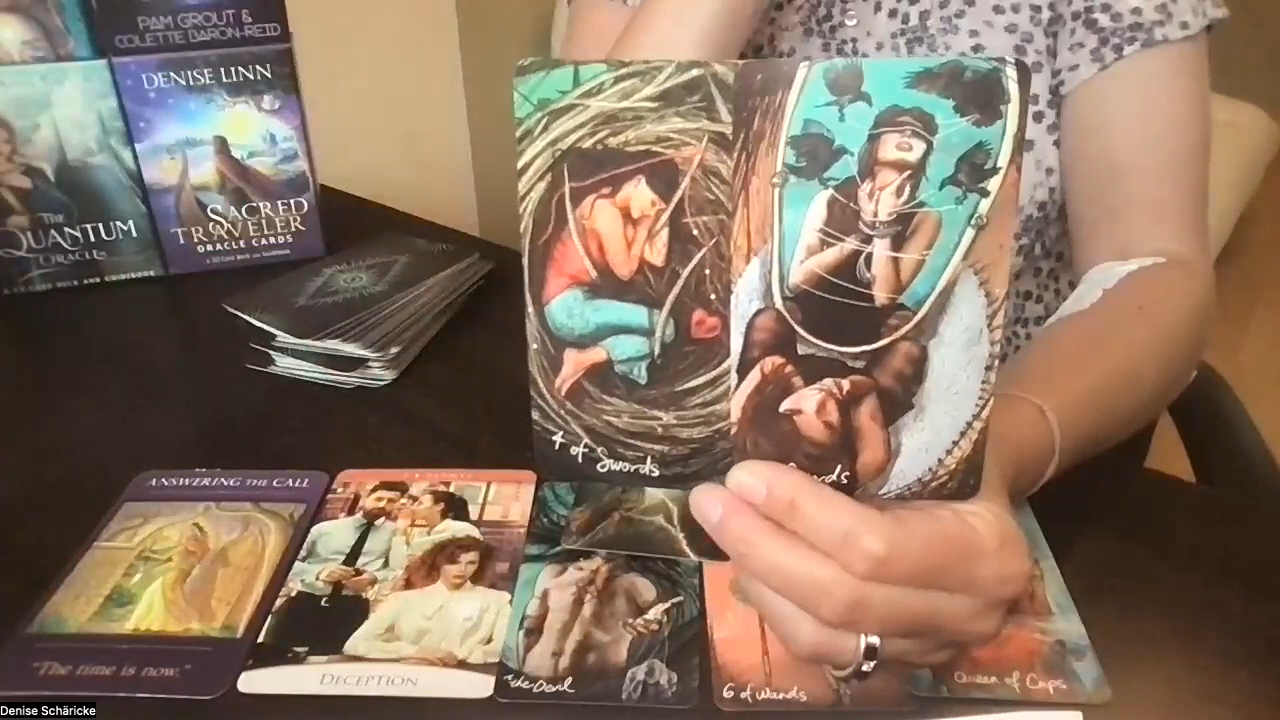 PAM GROUT &
COLETTE BARON-REID
DENISE LINN
THE
QUANTUM
ORACLE
SACRED
TRAVELER
ORACLE CARDS
4 of Swords
ANSWERING THE CALL
"The time is now."
DECEPTION
the Devil
6 of Wands
Queen of Cups
Denise Schäricke